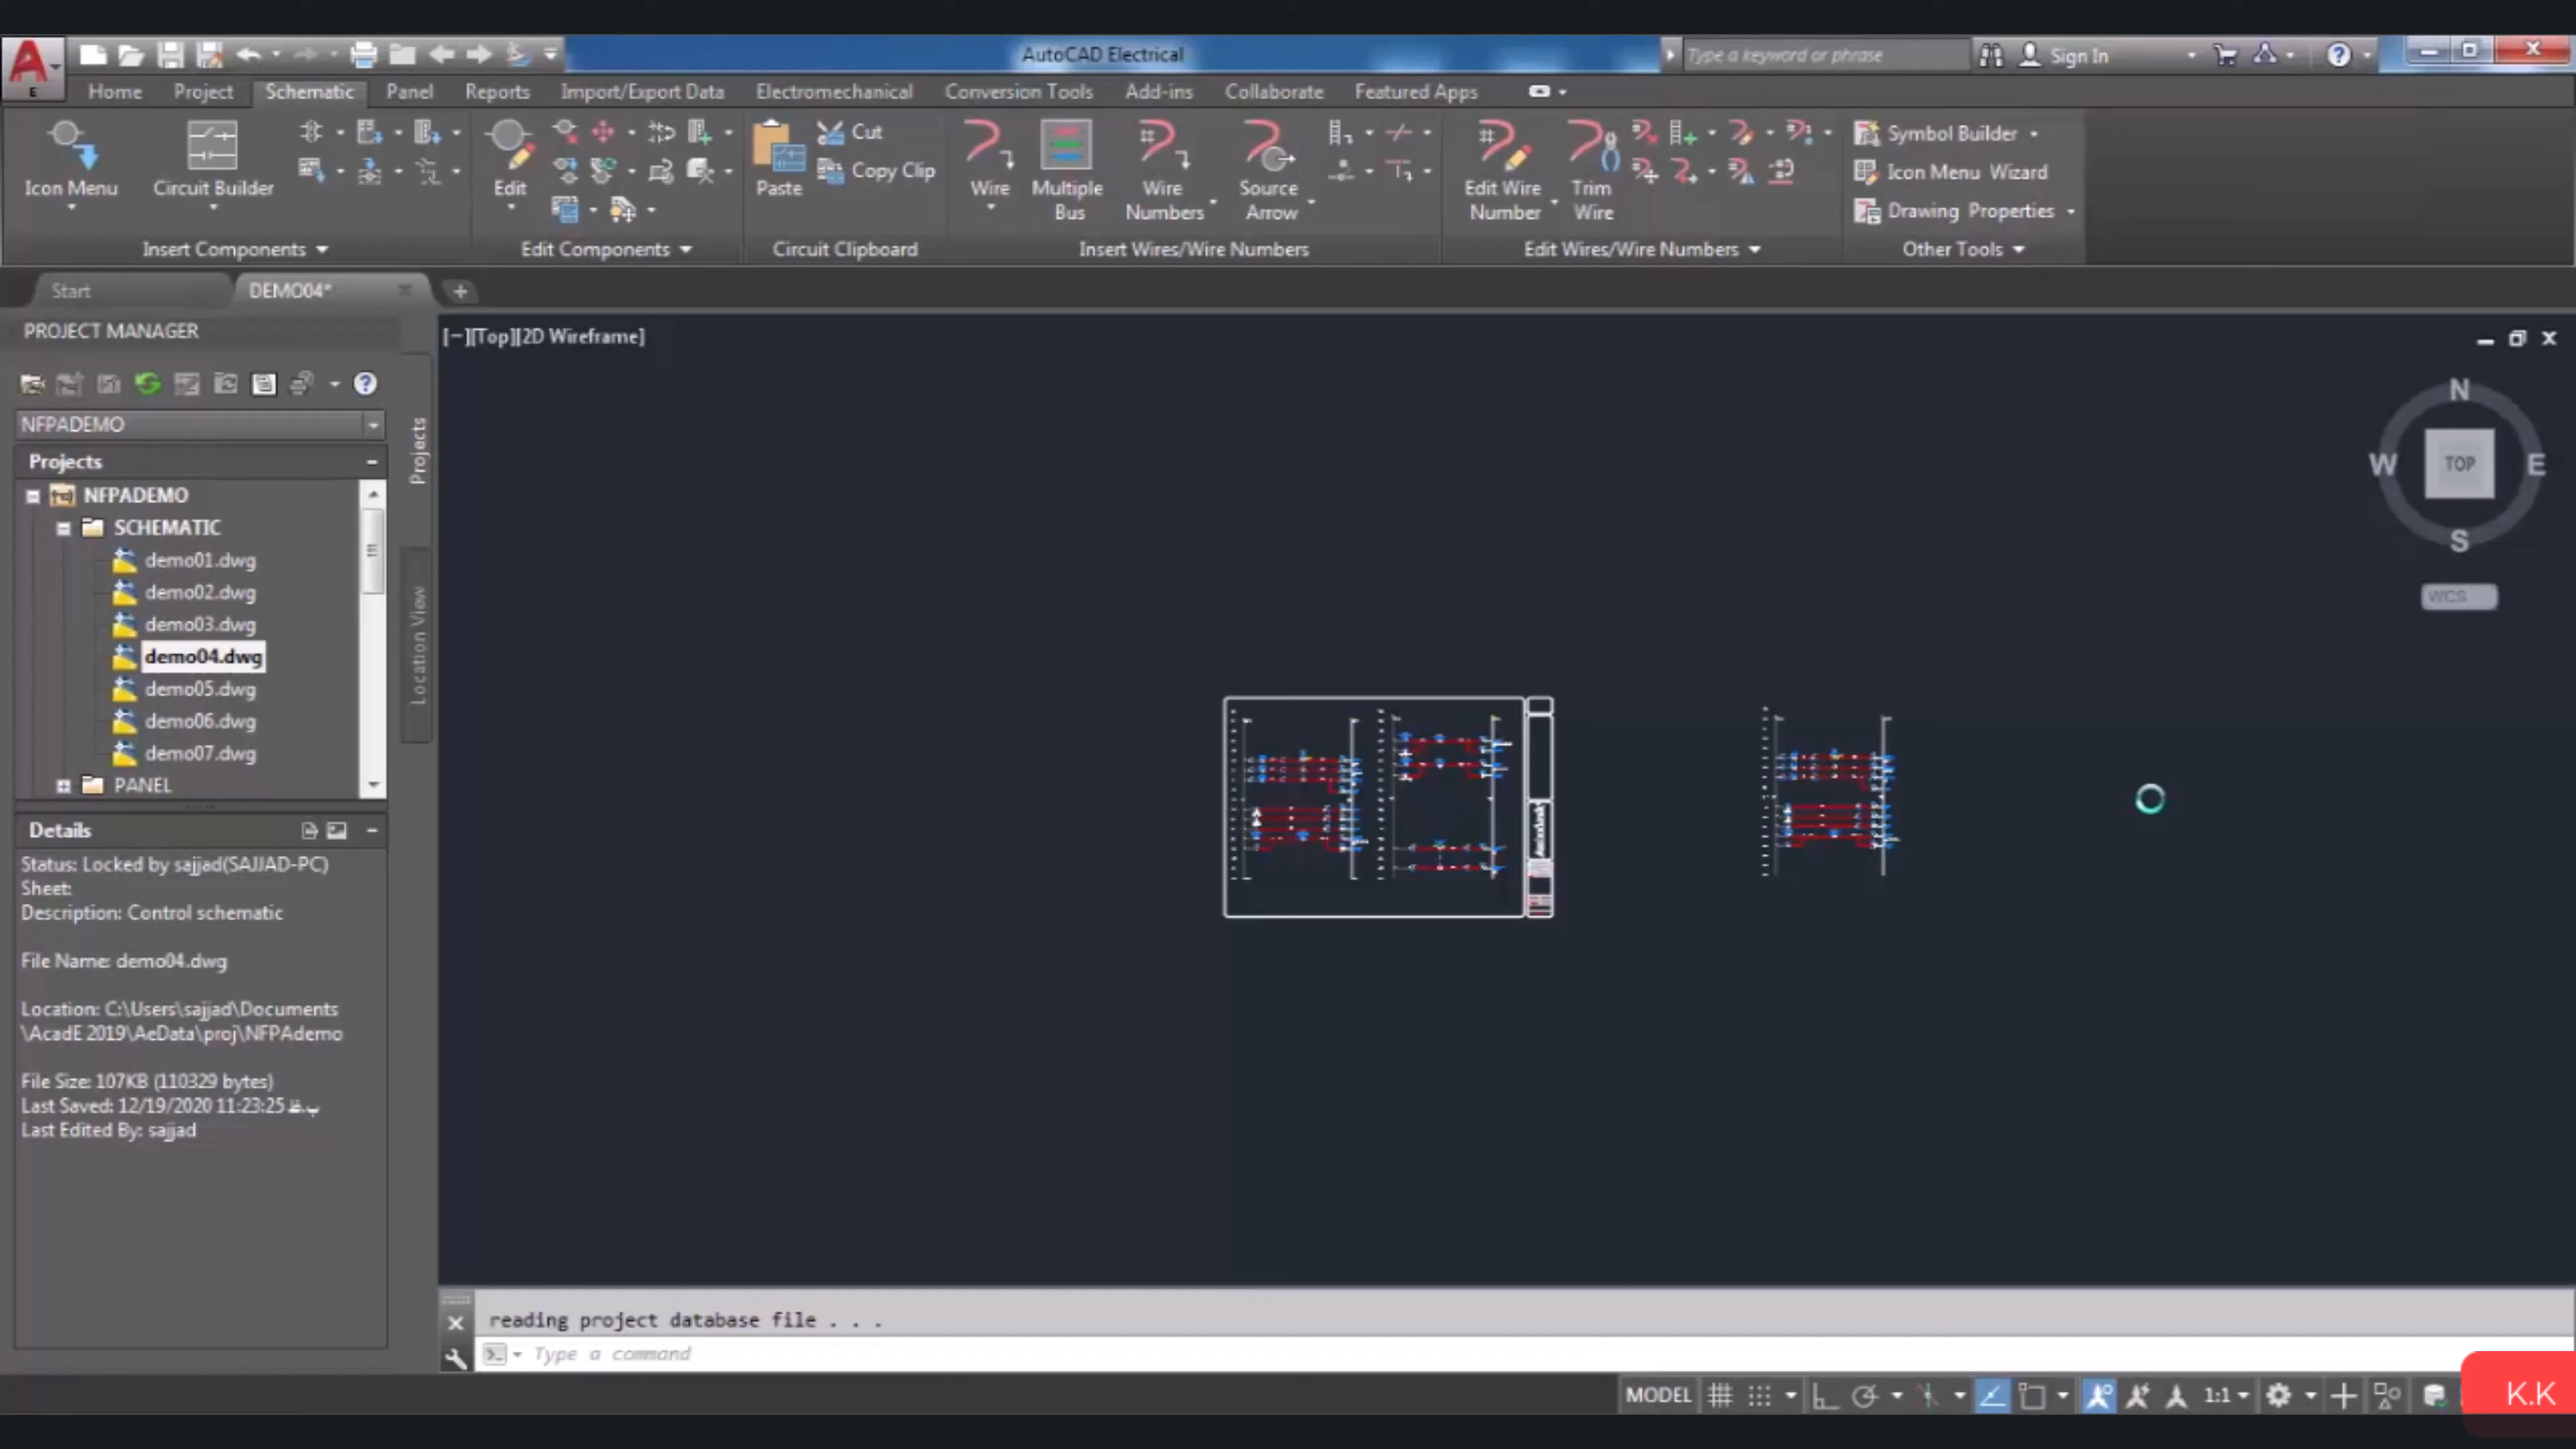 AutoCAD Electrical
Type a keyword or phrase
Sign In
E
Home Project Schematic Panel Reports Import/Export Data Electromechanical Conversion Tools Add-ins Collaborate Featured Apps
Icon Menu
Circuit Builder
Insert Components
Edit
Edit Components
Paste
Cut
Copy Clip
Circuit Clipboard
Wire
Multiple Bus
Wire Numbers
Source Arrow
Insert Wires/Wire Numbers
Edit Wire Number
Trim Wire
Edit Wires/Wire Numbers
Symbol Builder
Icon Menu Wizard
Drawing Properties
Other Tools
Start
DEMO04*
PROJECT MANAGER
NFPADEMO
Projects
NFPADEMO
SCHEMATIC
demo01.dwg
demo02.dwg
demo03.dwg
demo04.dwg
demo05.dwg
demo06.dwg
demo07.dwg
PANEL
Projects
Location View
Details
Status: Locked by sajjad(SAJJAD-PC)
Sheet:
Description: Control schematic
File Name: demo04.dwg
Location: C:\Users\sajjad\Documents
\AcadE 2019\AeData\proj\NFPAdemo
File Size: 107KB (110329 bytes)
Last Saved: 12/19/2020 11:23:25 ب.ظ
Last Edited By: sajjad
[−][Top][2D Wireframe]
N
W
TOP
E
S
WCS
reading project database file . . .
Type a command
MODEL
1:1
K.K